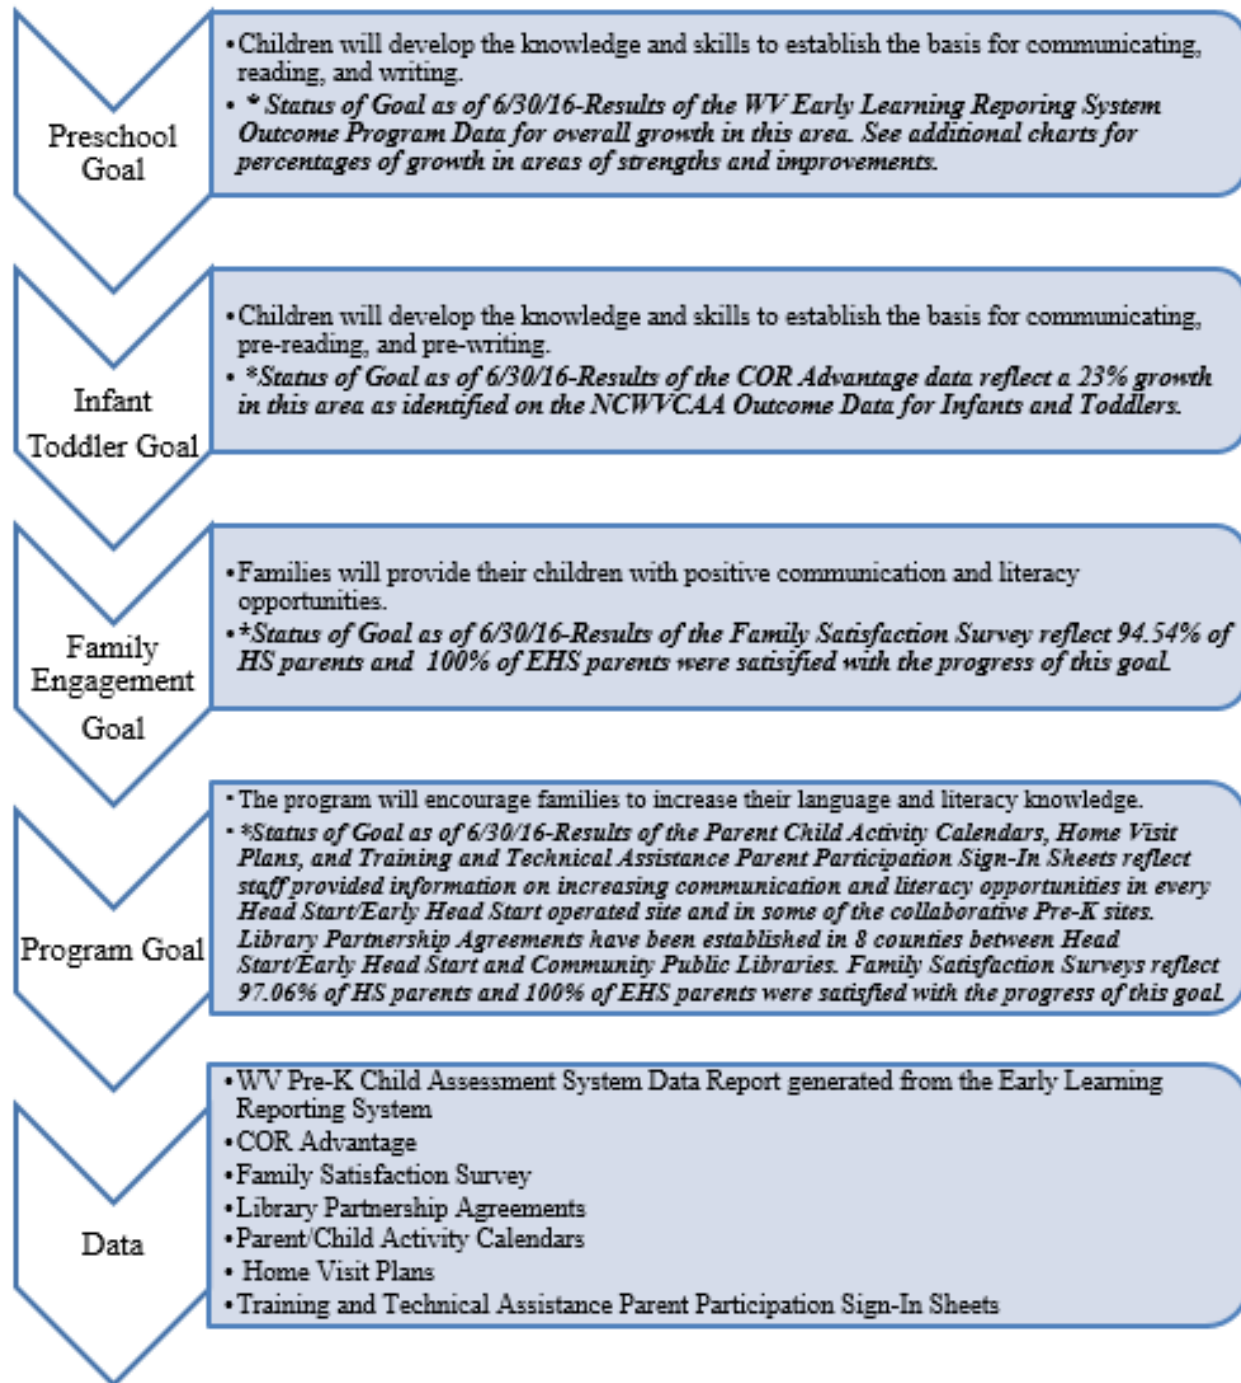 Preschool
Goal
•Children will develop the knowledge and skills to establish the basis for communicating,
reading, and writing.
• * Status of Goal as of 6/30/16-Results of the WV Early Learning Reporing System
Outcome Program Data for overall growth in this area. See additional charts for
percentages of growth in areas of strengths and improvements.
Infant
Toddler Goal
•Children will develop the knowledge and skills to establish the basis for communicating,
pre-reading, and pre-writing.
• *Status of Goal as of 6/30/16-Results of the COR Advantage data reflect a 23% growth
in this area as identified on the NCWVCAA Outcome Data for Infants and Toddlers.
Family
Engagement
Goal
•Families will provide their children with positive communication and literacy
opportunities.
•*Status of Goal as of 6/30/16-Results of the Family Satisfaction Survey reflect 94.54% of
HS parents and 100% of EHS parents were satisified with the progress of this goal.
Program Goal
• The program will encourage families to increase their language and literacy knowledge.
• *Status of Goal as of 6/30/16-Results of the Parent Child Activity Calendars, Home Visit
Plans, and Training and Technical Assistance Parent Participation Sign-In Sheets reflect
staff provided information on increasing communication and literacy opportunities in every
Head Start/Early Head Start operated site and in some of the collaborative Pre-K sites.
Library Partnership Agreements have been established in 8 counties between Head
Start/Early Head Start and Community Public Libraries. Family Satisfaction Surveys reflect
97.06% of HS parents and 100% of EHS parents were satisfied with the progress of this goal.
Data
•WV Pre-K Child Assessment System Data Report generated from the Early Learning
Reporting System
•COR Advantage
•Family Satisfaction Survey
•Library Partnership Agreements
•Parent/Child Activity Calendars
• Home Visit Plans
•Training and Technical Assistance Parent Participation Sign-In Sheets